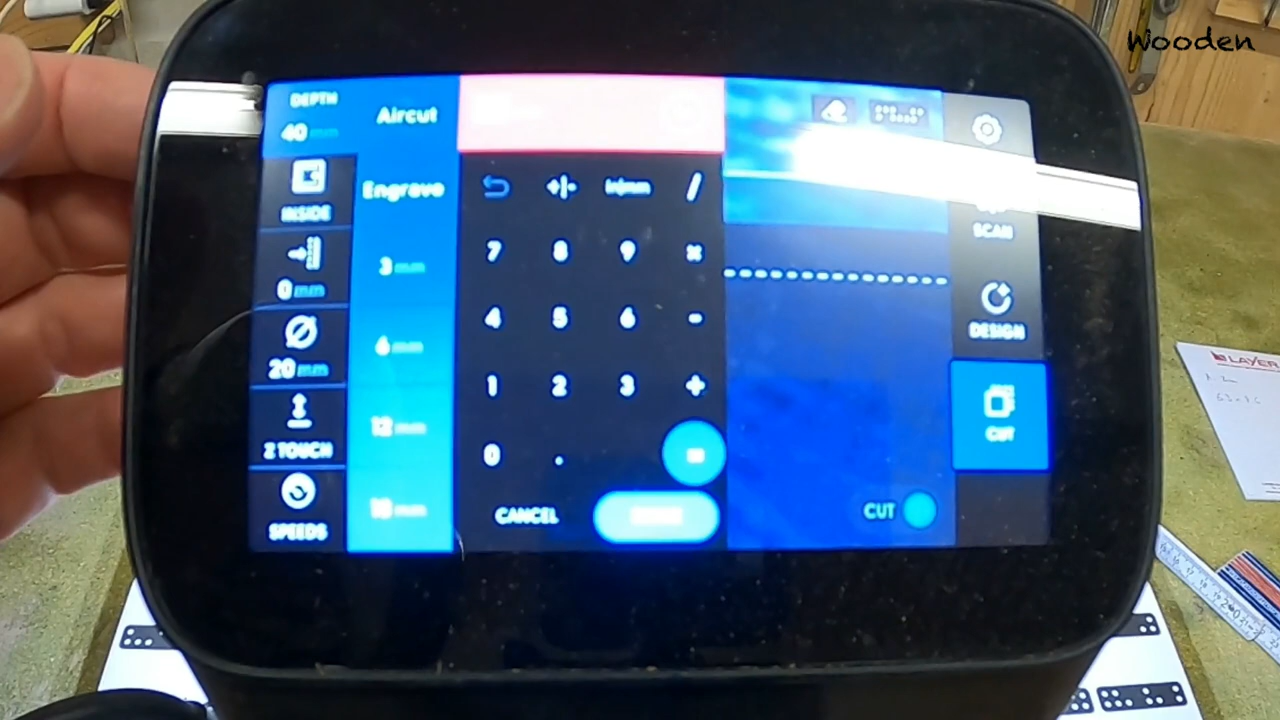 Wooden
DEPTH
40 mm
INSIDE
0 mm
20 mm
Z TOUCH
SPEEDS
Aircut
Engrave
3 mm
6 mm
12 mm
18 mm
in|mm /
7 8 9 ×
4 5 6 -
1 2 3 +
0 . =
CANCEL
CUT
SCAN
DESIGN
CUT
LAYER